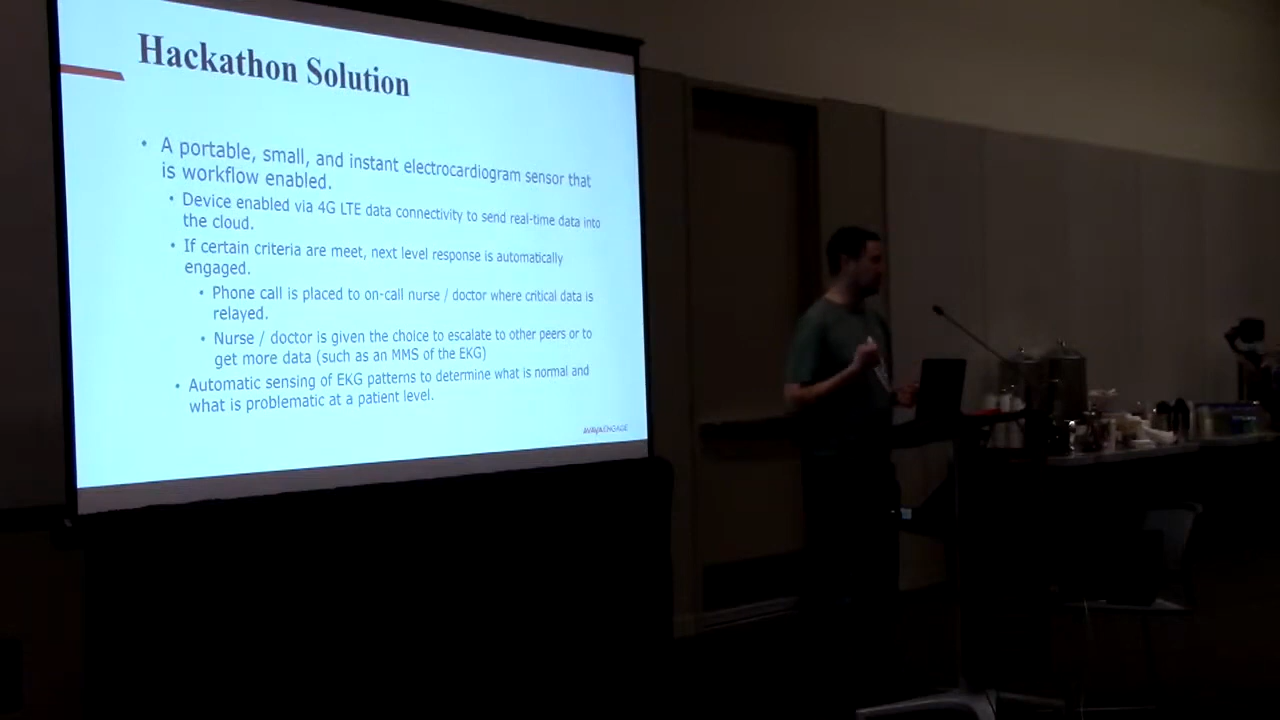 Hackathon Solution
• A portable, small, and instant electrocardiogram sensor that
is workflow enabled.
• Device enabled via 4G LTE data connectivity to send real-time data into
the cloud.
• If certain criteria are meet, next level response is automatically
engaged.
• Phone call is placed to on-call nurse / doctor where critical data is
relayed.
• Nurse / doctor is given the choice to escalate to other peers or to
get more data (such as an MMS of the EKG)
• Automatic sensing of EKG patterns to determine what is normal and
what is problematic at a patient level.
AVAYAENGAGE